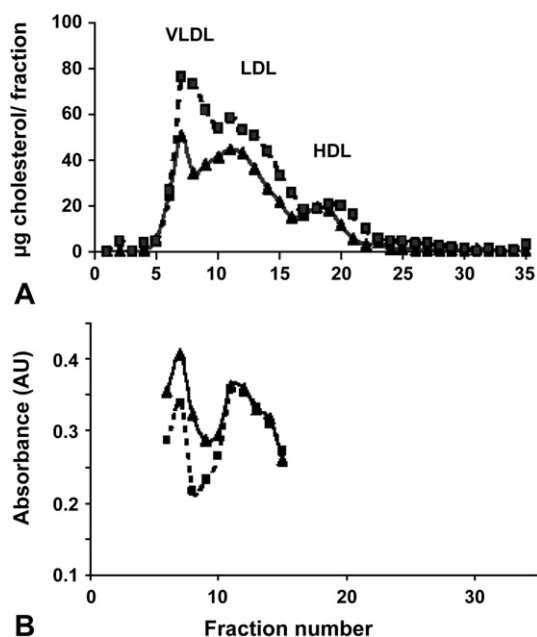 100
80
60
40
20
0
µg cholesterol/ fraction
VLDL
LDL
HDL
0 5 10 15 20 25 30 35
A
0.4
0.3
0.2
0.1
Absorbance (AU)
0 10 20 30
B
Fraction number